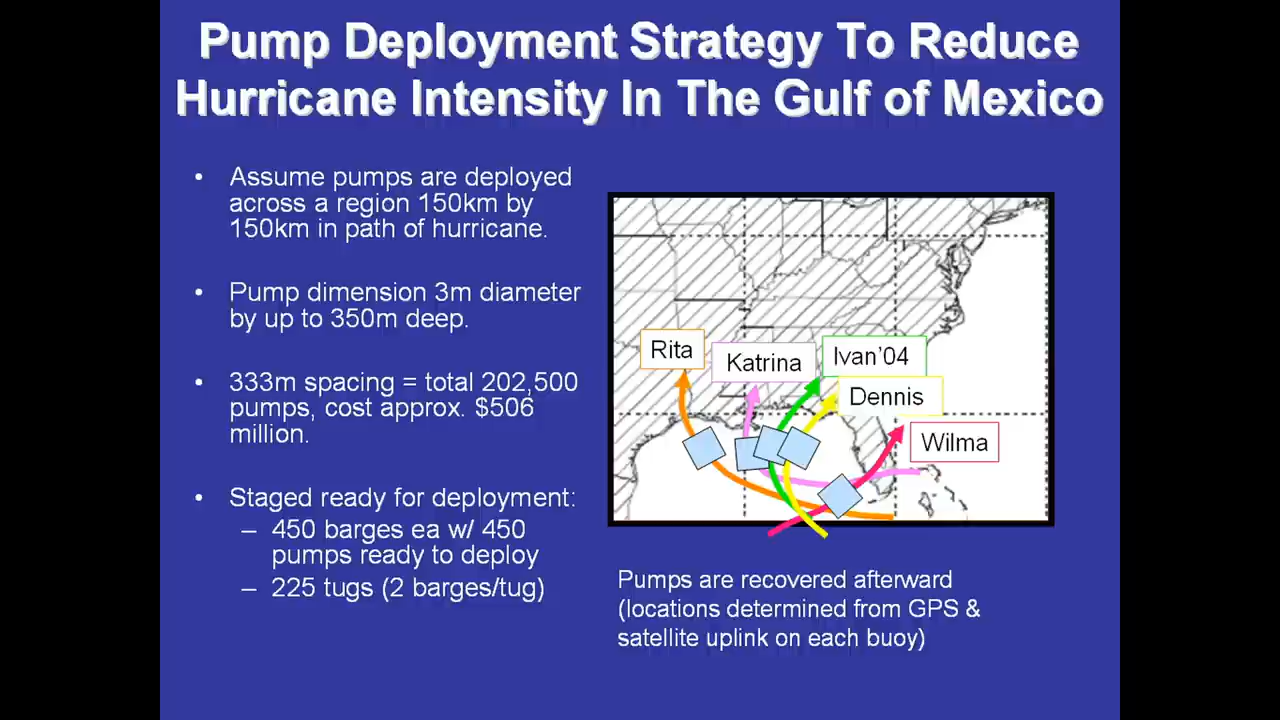 Pump Deployment Strategy To Reduce
Hurricane Intensity In The Gulf of Mexico
• Assume pumps are deployed
across a region 150km by
150km in path of hurricane.
• Pump dimension 3m diameter
by up to 350m deep.
• 333m spacing = total 202,500
pumps, cost approx. $506
million.
• Staged ready for deployment:
– 450 barges ea w/ 450
pumps ready to deploy
– 225 tugs (2 barges/tug)
Rita
Katrina
Ivan'04
Dennis
Wilma
Pumps are recovered afterward
(locations determined from GPS &
satellite uplink on each buoy)